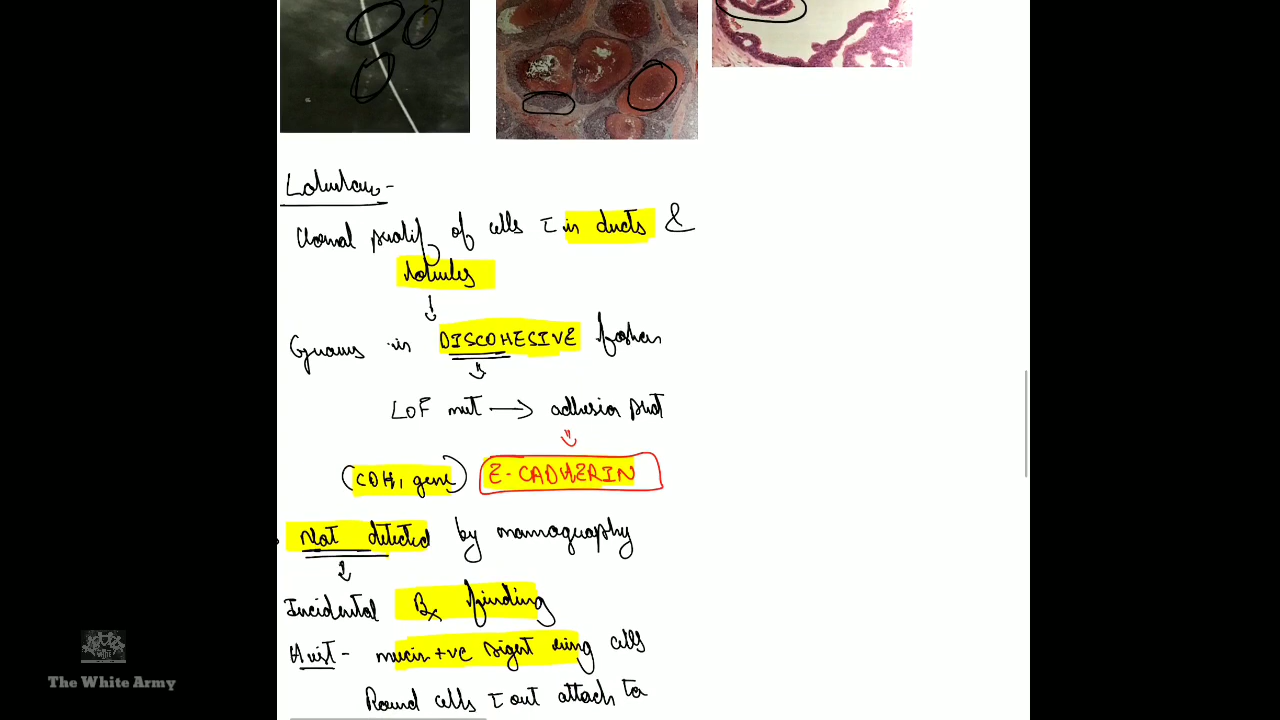 Lobular -
Clonal prolif of cells c̅ in ducts &
lobules
↓
Grows in DISCOHESIVE fashion
LOF mut → adhesion prot
(CDH1 gene) E-CADHERIN
Not detected by mamography
↓
Incidental Bx finding
Hist - mucin +ve signet ring cells
Round cells c̅ out attach to
The White Army